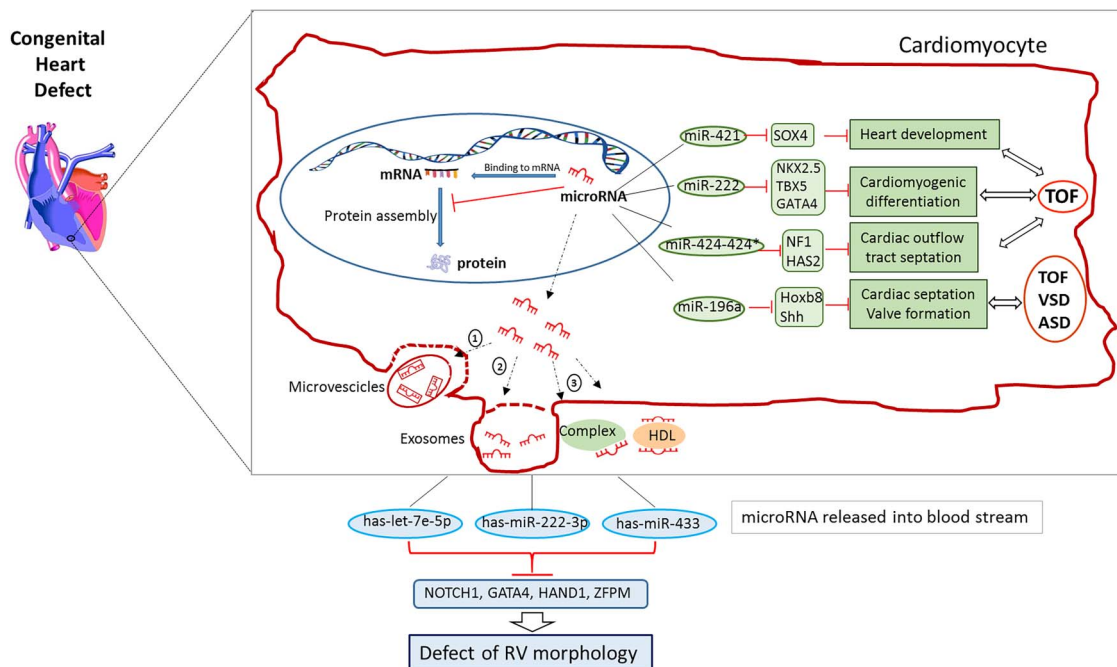 Congenital
Heart
Defect
Cardiomyocyte
mRNA
Binding to mRNA
microRNA
Protein assembly
protein
miR-421
SOX4
Heart development
miR-222
NKX2.5
TBX5
GATA4
Cardiomyogenic
differentiation
TOF
miR-424-424*
NF1
HAS2
Cardiac outflow
tract septation
miR-196a
Hoxb8
Shh
Cardiac septation
Valve formation
TOF
VSD
ASD
1
2
3
Microvescicles
Exosomes
Complex
HDL
has-let-7e-5p
has-miR-222-3p
has-miR-433
microRNA released into blood stream
NOTCH1, GATA4, HAND1, ZFPM
Defect of RV morphology